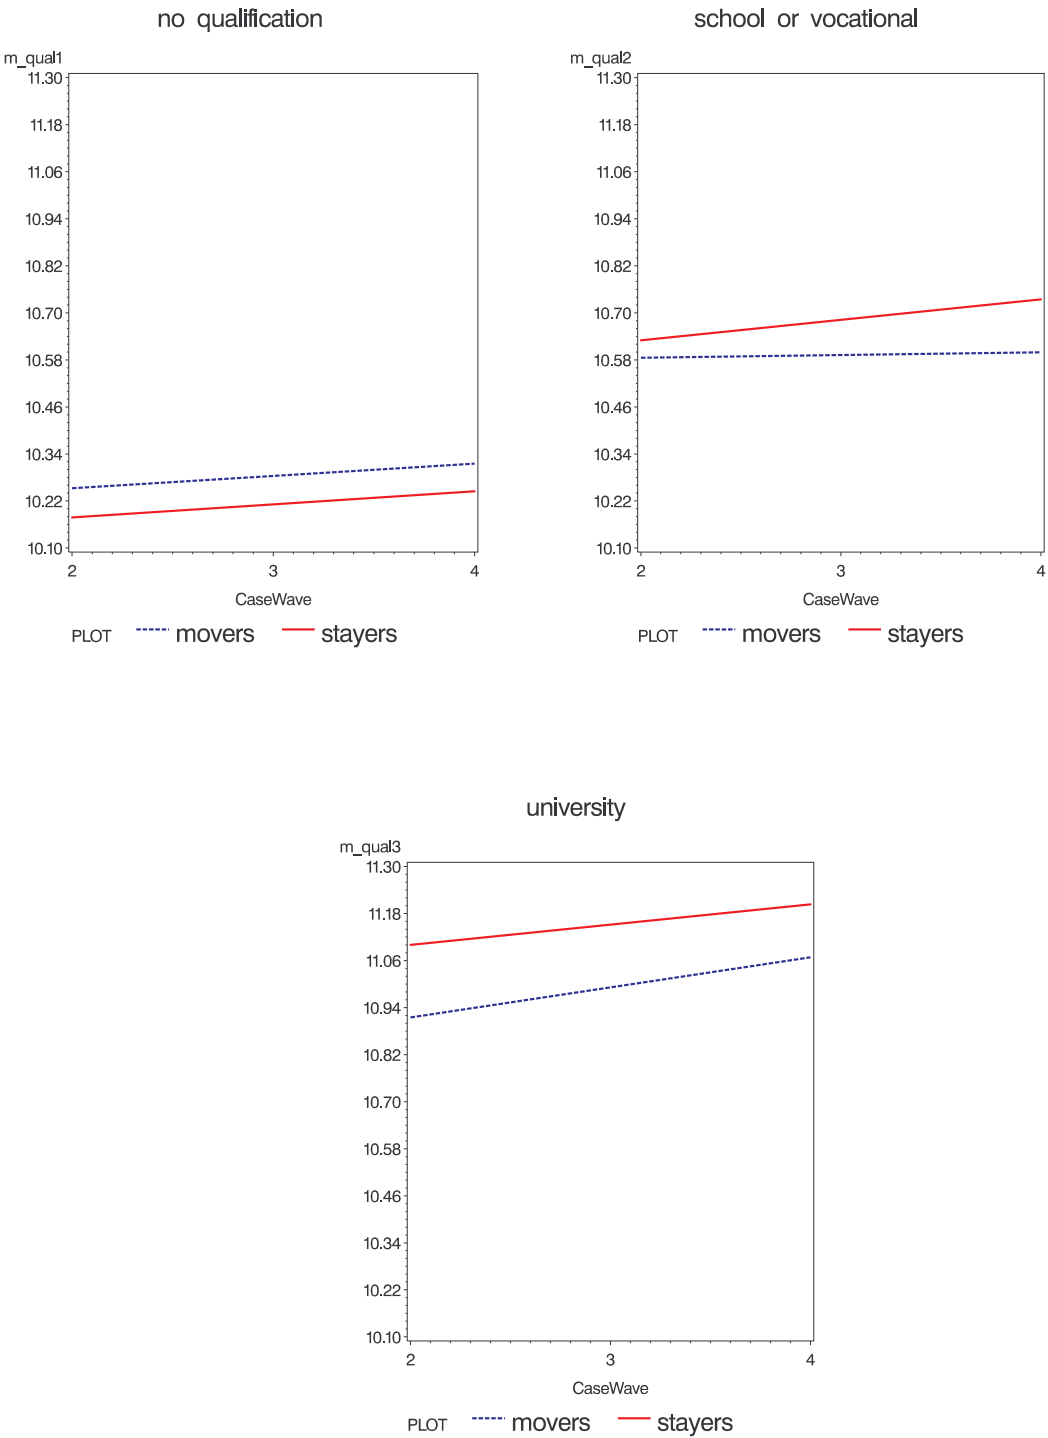 no qualification
m_qual1
11.30
11.18
11.06
10.94
10.82
10.70
10.58
10.46
10.34
10.22
10.10
2 3 4
CaseWave
PLOT movers stayers
school or vocational
m_qual2
11.30
11.18
11.06
10.94
10.82
10.70
10.58
10.46
10.34
10.22
10.10
2 3 4
CaseWave
PLOT movers stayers
university
m_qual3
11.30
11.18
11.06
10.94
10.82
10.70
10.58
10.46
10.34
10.22
10.10
2 3 4
CaseWave
PLOT movers stayers